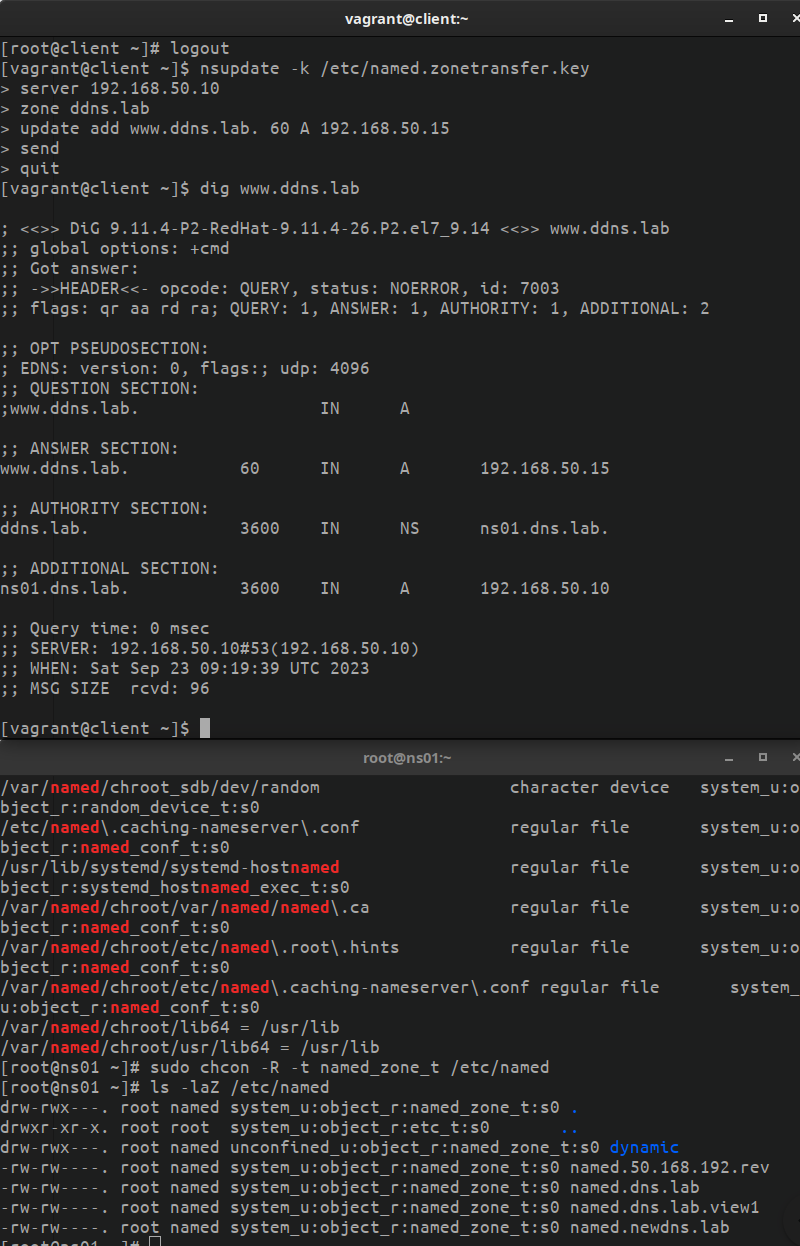 vagrant@client:~
[root@client ~]# logout
[vagrant@client ~]$ nsupdate -k /etc/named.zonetransfer.key
> server 192.168.50.10
> zone ddns.lab
> update add www.ddns.lab. 60 A 192.168.50.15
> send
> quit
[vagrant@client ~]$ dig www.ddns.lab

; <<>> DiG 9.11.4-P2-RedHat-9.11.4-26.P2.el7_9.14 <<>> www.ddns.lab
;; global options: +cmd
;; Got answer:
;; ->>HEADER<<- opcode: QUERY, status: NOERROR, id: 7003
;; flags: qr aa rd ra; QUERY: 1, ANSWER: 1, AUTHORITY: 1, ADDITIONAL: 2

;; OPT PSEUDOSECTION:
; EDNS: version: 0, flags:; udp: 4096
;; QUESTION SECTION:
;www.ddns.lab.                  IN      A

;; ANSWER SECTION:
www.ddns.lab.           60      IN      A       192.168.50.15

;; AUTHORITY SECTION:
ddns.lab.               3600    IN      NS      ns01.dns.lab.

;; ADDITIONAL SECTION:
ns01.dns.lab.           3600    IN      A       192.168.50.10

;; Query time: 0 msec
;; SERVER: 192.168.50.10#53(192.168.50.10)
;; WHEN: Sat Sep 23 09:19:39 UTC 2023
;; MSG SIZE  rcvd: 96

[vagrant@client ~]$
root@ns01:~
/var/named/chroot_sdb/dev/random                   character device   system_u:o
bject_r:random_device_t:s0
/etc/named\.caching-nameserver\.conf               regular file       system_u:o
bject_r:named_conf_t:s0
/usr/lib/systemd/systemd-hostnamed                 regular file       system_u:o
bject_r:systemd_hostnamed_exec_t:s0
/var/named/chroot/var/named/named\.ca              regular file       system_u:o
bject_r:named_conf_t:s0
/var/named/chroot/etc/named\.root\.hints           regular file       system_u:o
bject_r:named_conf_t:s0
/var/named/chroot/etc/named\.caching-nameserver\.conf regular file       system_
u:object_r:named_conf_t:s0
/var/named/chroot/lib64 = /usr/lib
/var/named/chroot/usr/lib64 = /usr/lib
[root@ns01 ~]# sudo chcon -R -t named_zone_t /etc/named
[root@ns01 ~]# ls -laZ /etc/named
drw-rwx---. root named system_u:object_r:named_zone_t:s0 .
drwxr-xr-x. root root  system_u:object_r:etc_t:s0       ..
drw-rwx---. root named unconfined_u:object_r:named_zone_t:s0 dynamic
-rw-rw----. root named system_u:object_r:named_zone_t:s0 named.50.168.192.rev
-rw-rw----. root named system_u:object_r:named_zone_t:s0 named.dns.lab
-rw-rw----. root named system_u:object_r:named_zone_t:s0 named.dns.lab.view1
-rw-rw----. root named system_u:object_r:named_zone_t:s0 named.newdns.lab
[root@ns01 ~]#